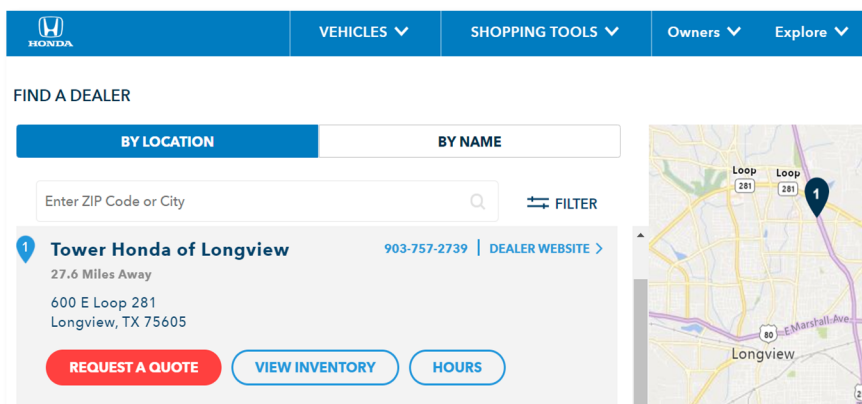 HONDA
VEHICLES
SHOPPING TOOLS
Owners
Explore
FIND A DEALER
BY LOCATION
BY NAME
Enter ZIP Code or City
FILTER
1
Tower Honda of Longview
903-757-2739
DEALER WEBSITE
27.6 Miles Away
600 E Loop 281
Longview, TX 75605
REQUEST A QUOTE
VIEW INVENTORY
HOURS
Loop
281
Loop
281
1
80
E Marshall Ave
Longview